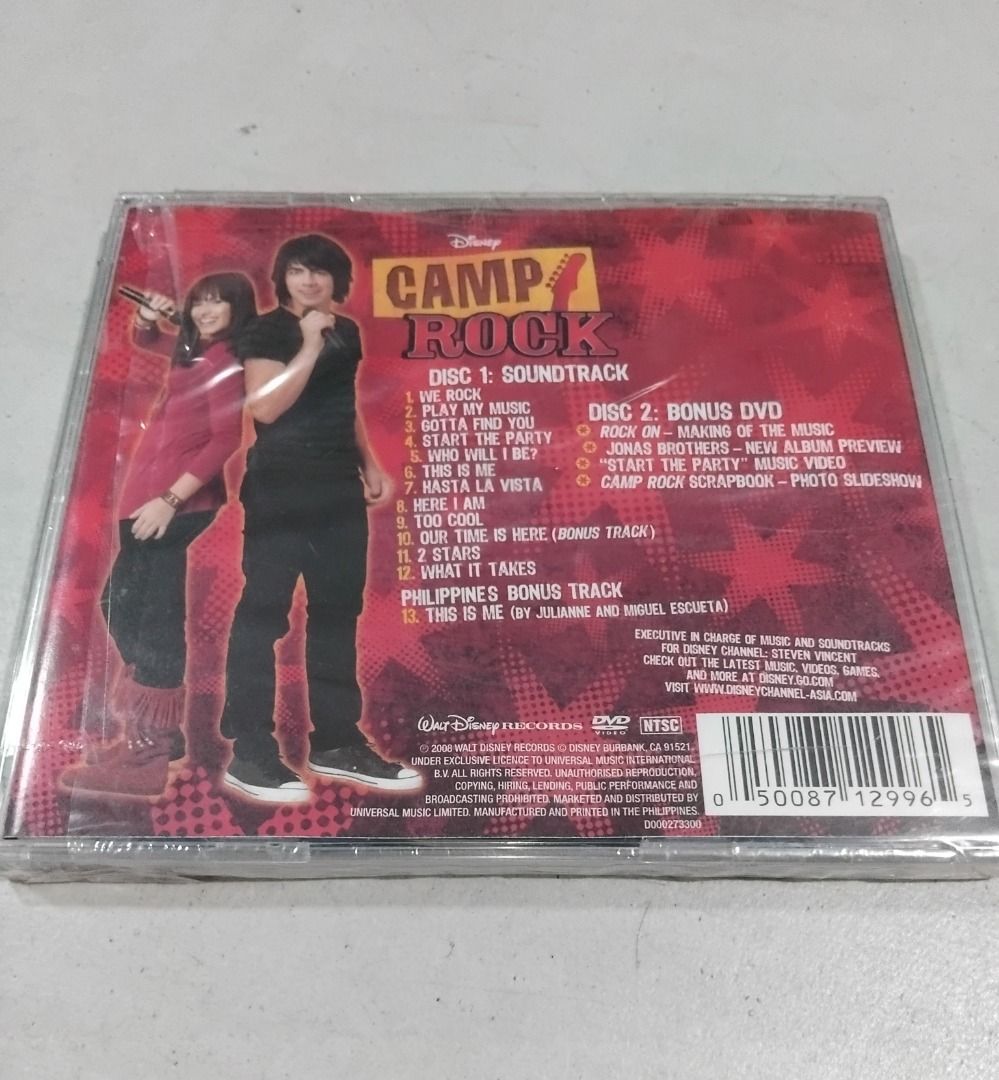 Disney
CAMP
ROCK
DISC 1: SOUNDTRACK
1. WE ROCK
2. PLAY MY MUSIC
3. GOTTA FIND YOU
4. START THE PARTY
5. WHO WILL I BE?
6. THIS IS ME
7. HASTA LA VISTA
8. HERE I AM
9. TOO COOL
10. OUR TIME IS HERE (BONUS TRACK)
11. 2 STARS
12. WHAT IT TAKES
PHILIPPINES BONUS TRACK
13. THIS IS ME (BY JULIANNE AND MIGUEL ESCUETA)
DISC 2: BONUS DVD
ROCK ON – MAKING OF THE MUSIC
JONAS BROTHERS – NEW ALBUM PREVIEW
"START THE PARTY" MUSIC VIDEO
CAMP ROCK SCRAPBOOK – PHOTO SLIDESHOW
EXECUTIVE IN CHARGE OF MUSIC AND SOUNDTRACKS
FOR DISNEY CHANNEL: STEVEN VINCENT
CHECK OUT THE LATEST MUSIC, VIDEOS, GAMES,
AND MORE AT DISNEY.GO.COM
VISIT WWW.DISNEYCHANNEL-ASIA.COM
WALT DISNEY RECORDS DVD VIDEO NTSC
℗ 2008 WALT DISNEY RECORDS © DISNEY BURBANK, CA 91521.
UNDER EXCLUSIVE LICENCE TO UNIVERSAL MUSIC INTERNATIONAL
B.V. ALL RIGHTS RESERVED. UNAUTHORISED REPRODUCTION,
COPYING, HIRING, LENDING, PUBLIC PERFORMANCE AND
BROADCASTING PROHIBITED. MARKETED AND DISTRIBUTED BY
UNIVERSAL MUSIC LIMITED. MANUFACTURED AND PRINTED IN THE PHILIPPINES.
D000273300
0 50087 12996 5